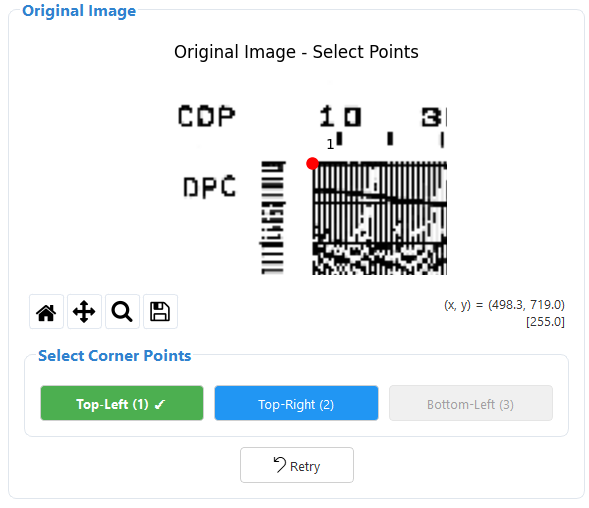 Original Image
Original Image - Select Points
CDP 10 3
1
DPC
(x, y) = (498.3, 719.0)
[255.0]
Select Corner Points
Top-Left (1) ✓
Top-Right (2)
Bottom-Left (3)
Retry